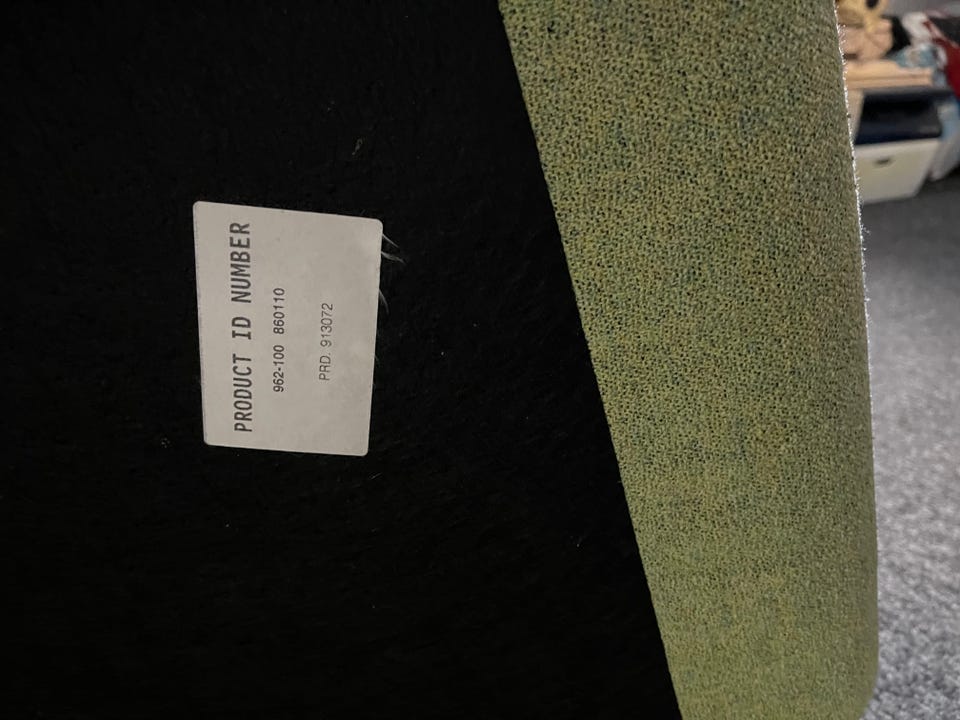 PRODUCT ID NUMBER
962-100 860110
PRD. 913072